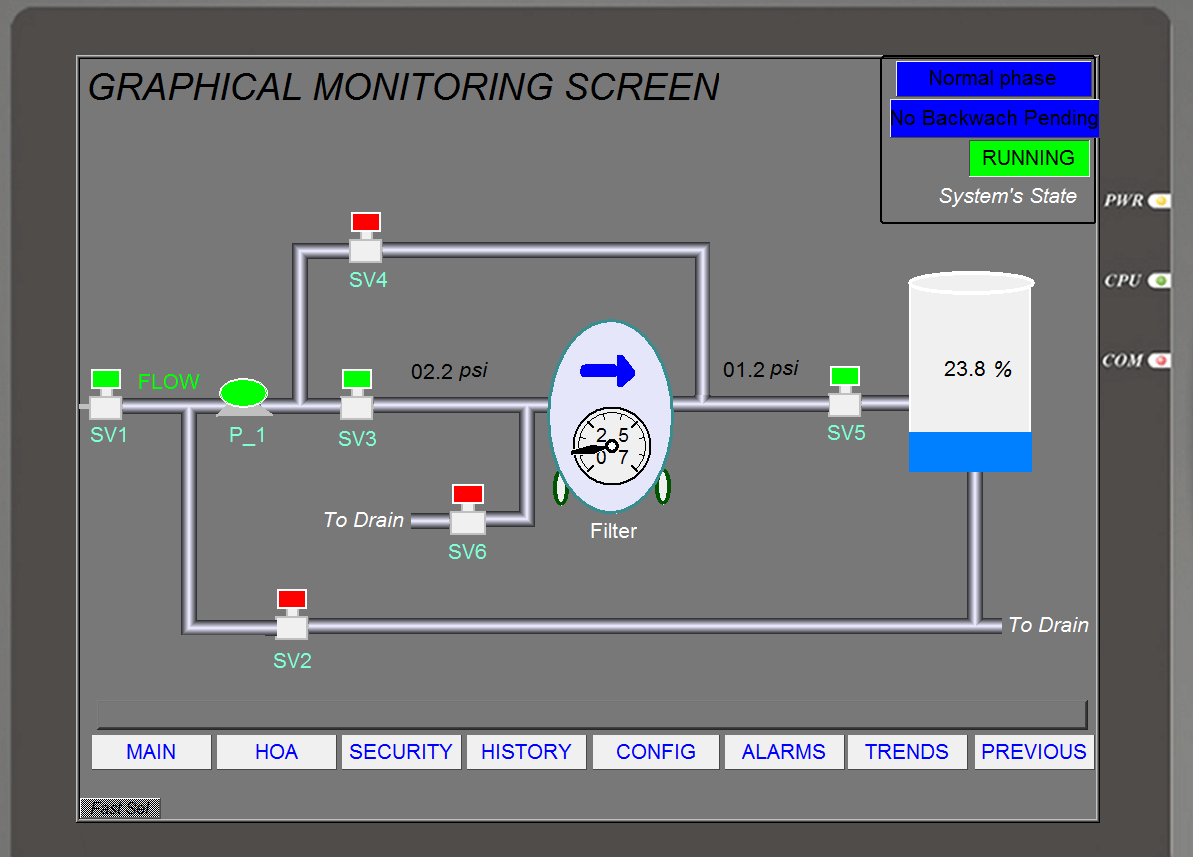 GRAPHICAL MONITORING SCREEN
Normal phase
No Backwach Pending
RUNNING
System's State
PWR
CPU
COM
SV4
FLOW
SV1
P_1
SV3
02.2 psi
01.2 psi
SV5
23.8 %
2 5
0 7
Filter
To Drain
SV6
SV2
To Drain
MAIN
HOA
SECURITY
HISTORY
CONFIG
ALARMS
TRENDS
PREVIOUS
Fast Sel